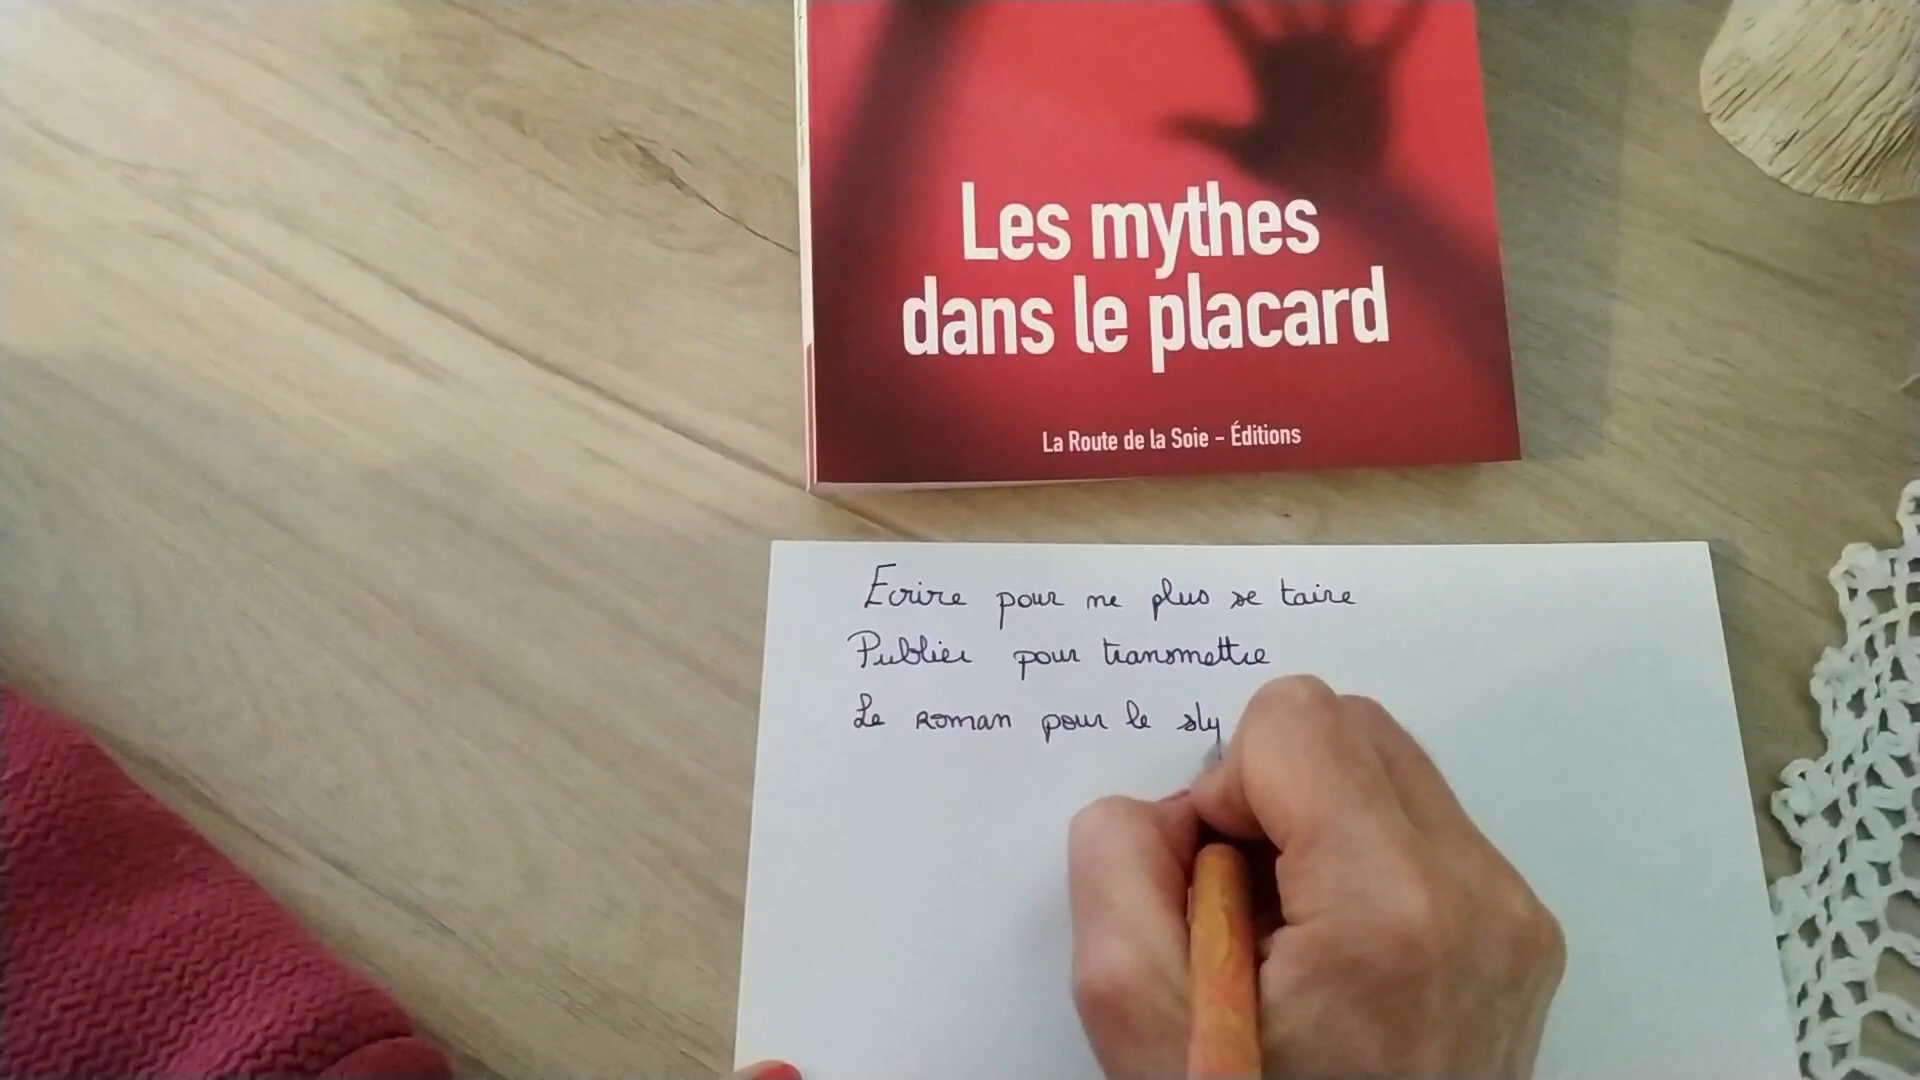 Les mythes
dans le placard
La Route de la Soie – Éditions
Ecrire pour ne plus se taire
Publier pour transmettre
Le roman pour le sty